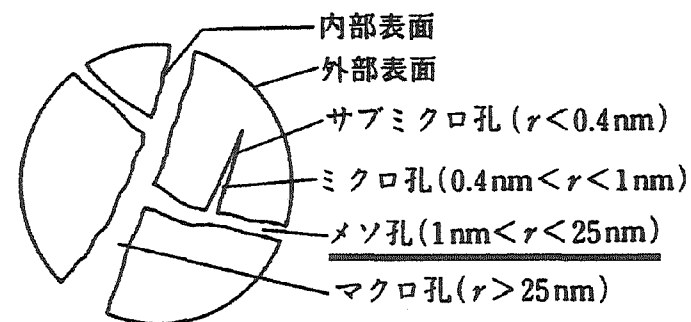 内部表面
外部表面
サブミクロ孔(r<0.4nm)
ミクロ孔(0.4nm<r<1nm)
メソ孔(1nm<r<25nm)
マクロ孔(r>25nm)